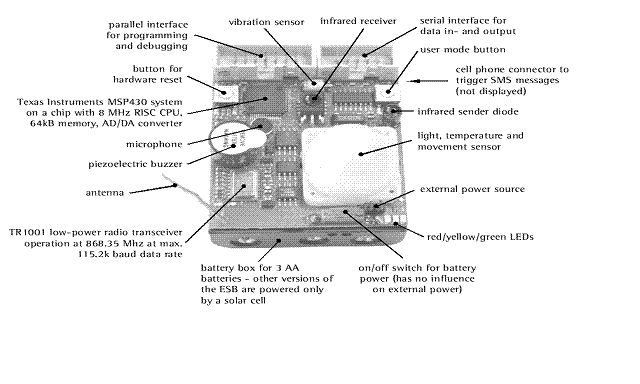 parallel interface
for programming
and debugging
vibration sensor
infrared receiver
serial interface for
data in- and output
user mode button
button for
hardware reset
cell phone connector to
trigger SMS messages
(not displayed)
Texas Instruments MSP430 system
on a chip with 8 MHz RISC CPU,
64kB memory, AD/DA converter
infrared sender diode
microphone
light, temperature and
movement sensor
piezoelectric buzzer
antenna
external power source
TR1001 low-power radio transceiver
operation at 868.35 Mhz at max.
115.2k baud data rate
red/yellow/green LEDs
battery box for 3 AA
batteries - other versions of
the ESB are powered only
by a solar cell
on/off switch for battery
power (has no influence
on external power)